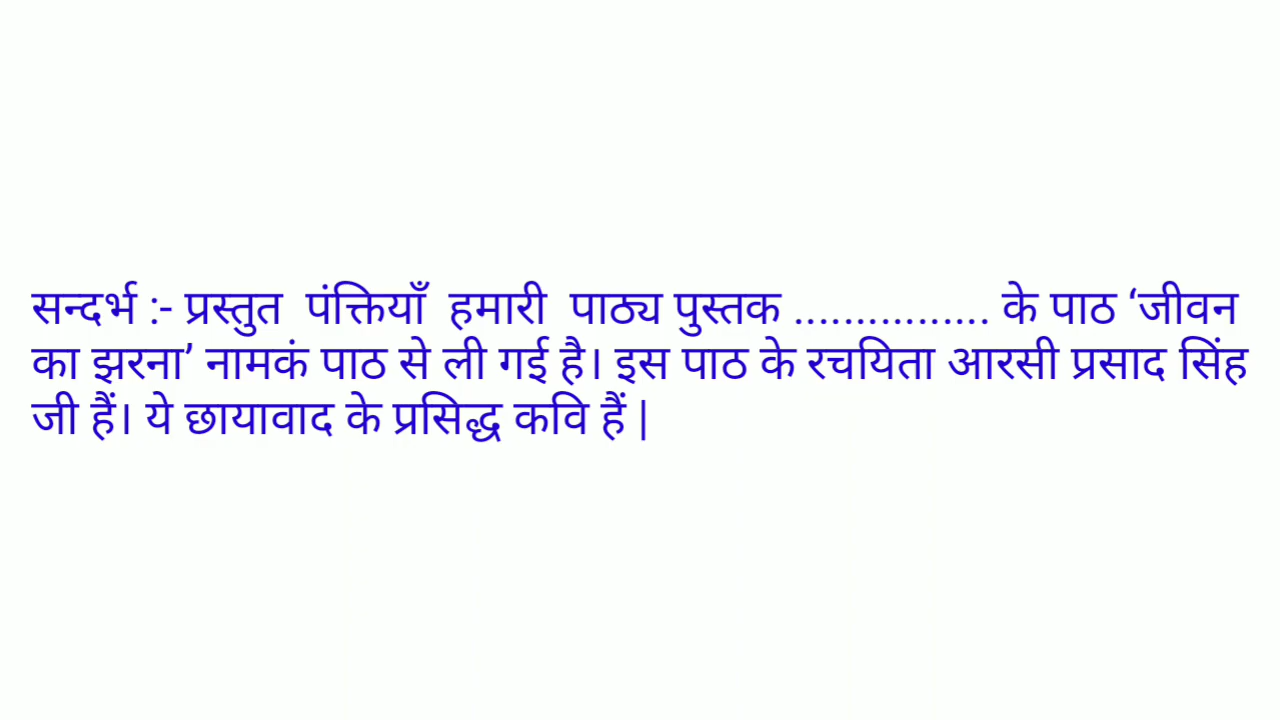 सन्दर्भ :- प्रस्तुत पंक्तियाँ हमारी पाठ्य पुस्तक ................ के पाठ ‘जीवन
का झरना’ नामकं पाठ से ली गई है। इस पाठ के रचयिता आरसी प्रसाद सिंह
जी हैं। ये छायावाद के प्रसिद्ध कवि हैं |